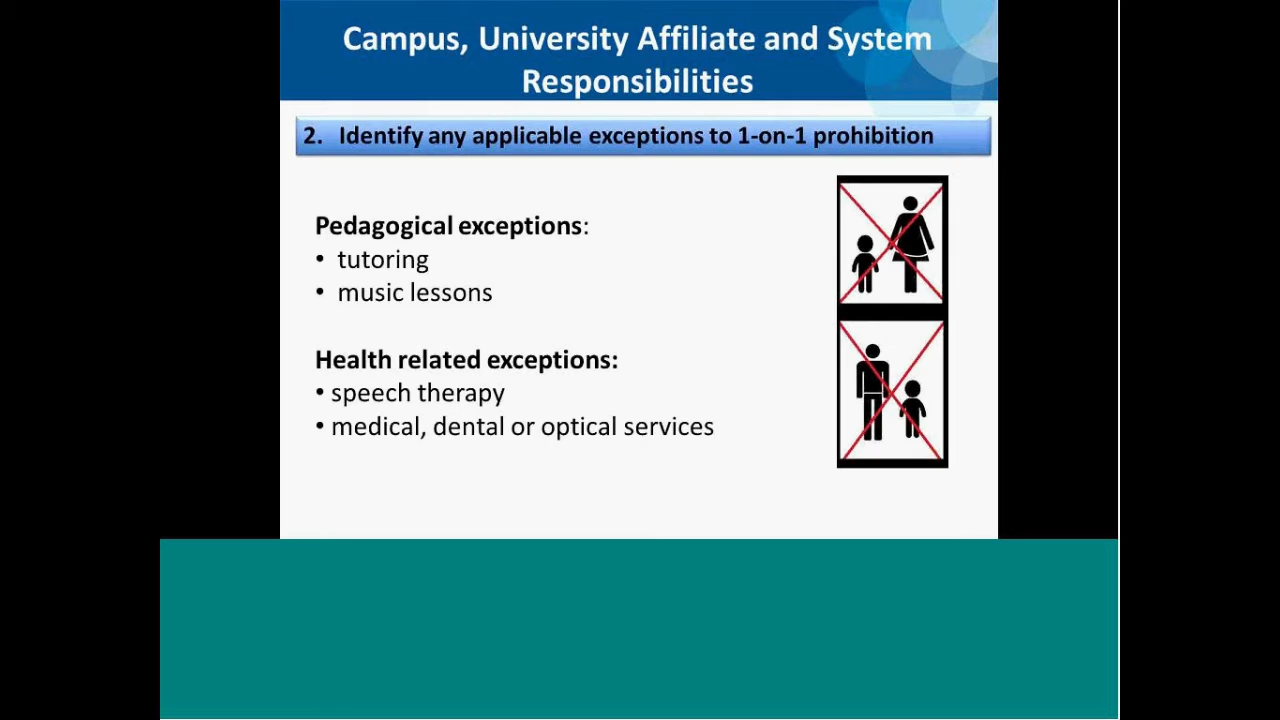 Campus, University Affiliate and System
Responsibilities
2. Identify any applicable exceptions to 1-on-1 prohibition
Pedagogical exceptions:
• tutoring
• music lessons
Health related exceptions:
• speech therapy
• medical, dental or optical services